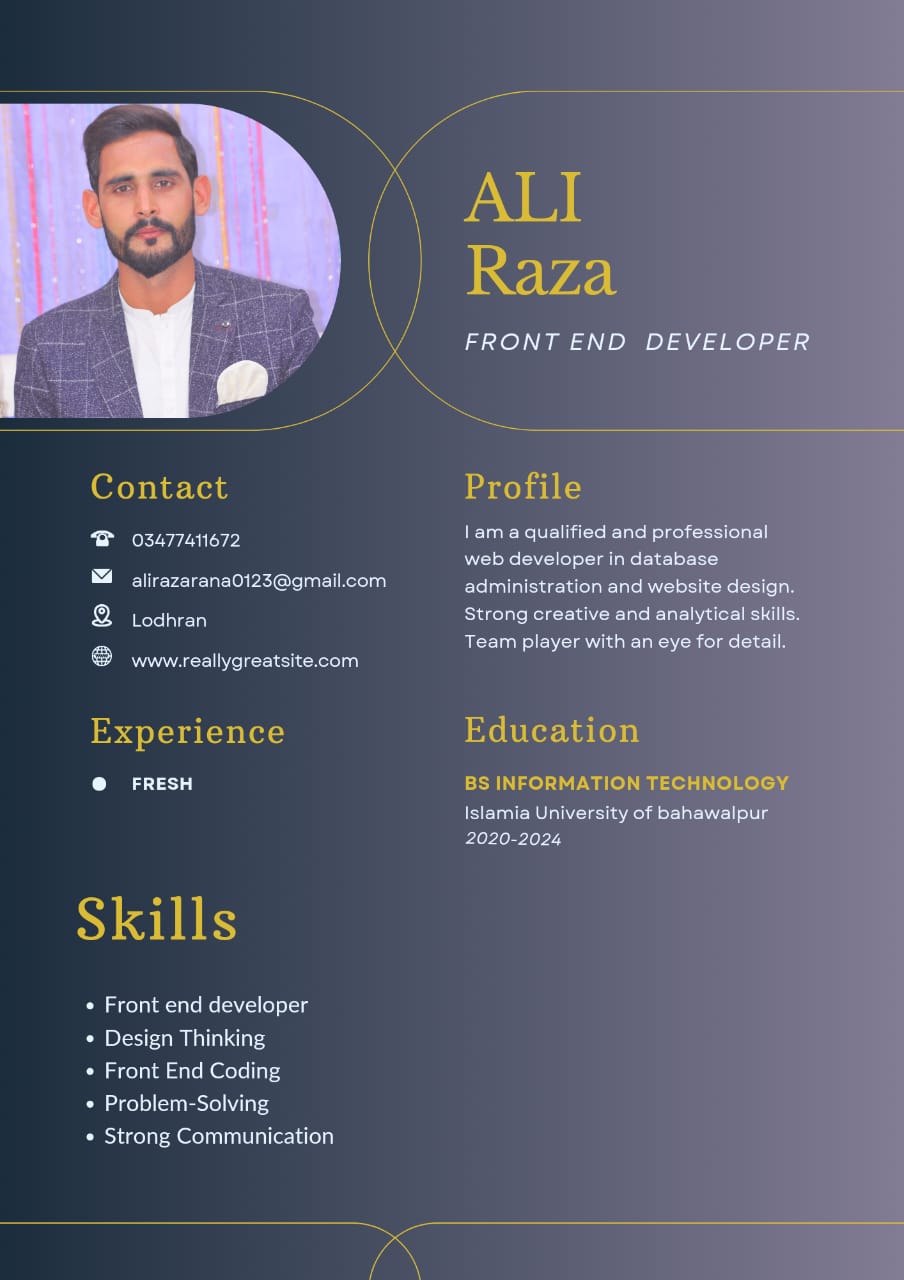 ALI
Raza
FRONT END DEVELOPER
Contact
03477411672
alirazarana0123@gmail.com
Lodhran
www.reallygreatsite.com
Profile
I am a qualified and professional
web developer in database
administration and website design.
Strong creative and analytical skills.
Team player with an eye for detail.
Experience
FRESH
Education
BS INFORMATION TECHNOLOGY
Islamia University of bahawalpur
2020-2024
Skills
Front end developer
Design Thinking
Front End Coding
Problem-Solving
Strong Communication